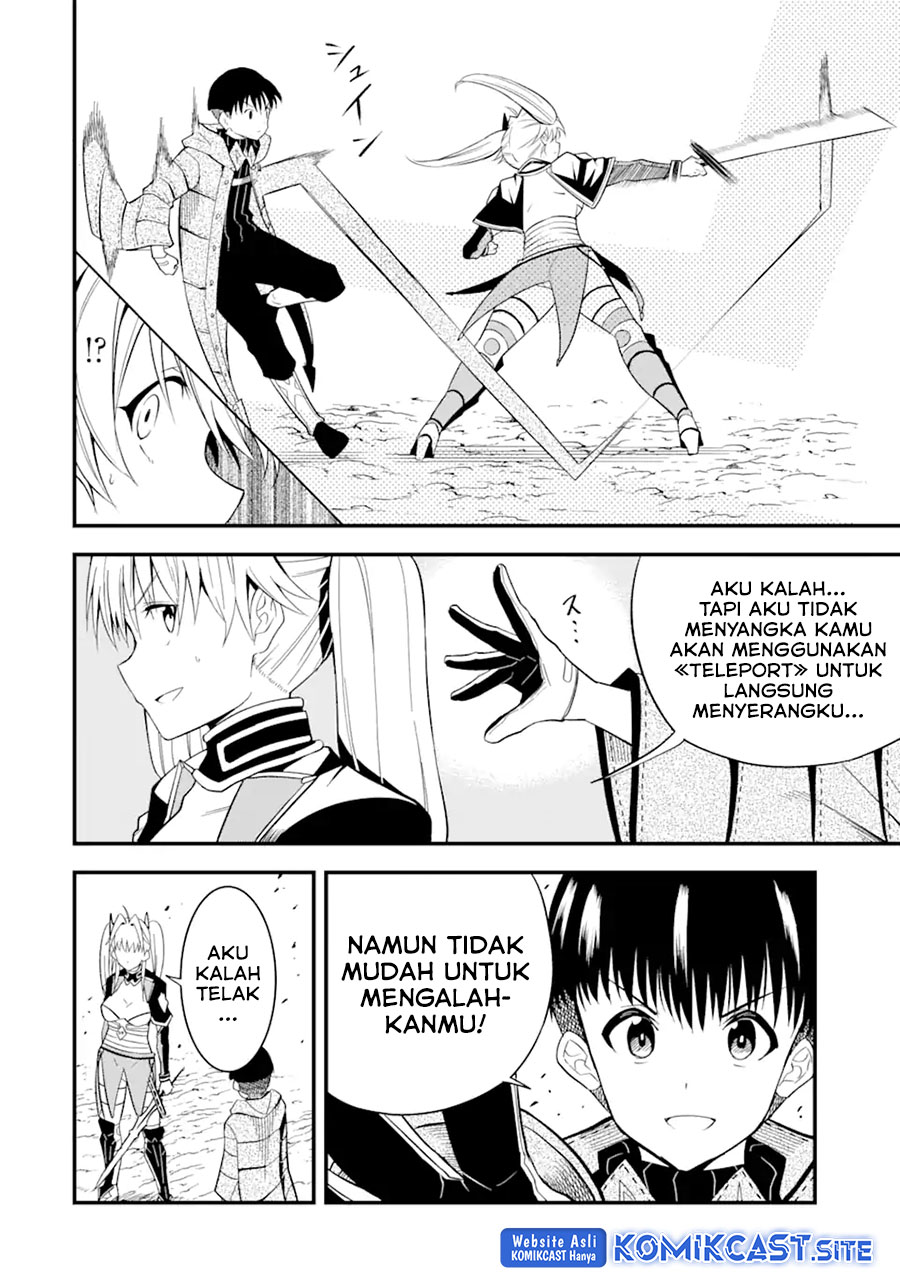 シュイン
!?
AKU KALAH...
TAPI AKU TIDAK
MENYANGKA KAMU
AKAN MENGGUNAKAN
«TELEPORT» UNTUK
LANGSUNG
MENYERANGKU...
ス...
NAMUN TIDAK
MUDAH UNTUK
MENGALAH-
KANMU!
AKU
KALAH
TELAK
...
Website Asli
KOMIKCAST Hanya
KOMIKCAST.SITE